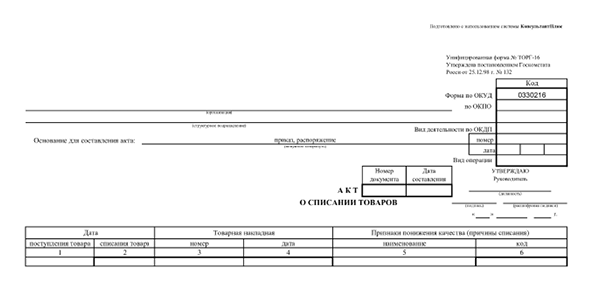 Подготовлено с использованием системы КонсультантПлюс
Унифицированная форма № ТОРГ-16
Утверждена постановлением Госкомстата
Росси от 25.12.98 г. № 132
Код
Форма по ОКУД 0330216
по ОКПО
(организация)
(структурное подразделение)
Вид деятельности по ОКДП
Основание для составления акта: приказ, распоряжение номер
(ненужное зачеркнуть)
дата
Вид операции
Номер документа Дата составления УТВЕРЖДАЮ
Руководитель
АКТ
(должность)
О СПИСАНИИ ТОВАРОВ
(подпись) (расшифровка подписи)
« » г.
Дата Товарная накладная Признаки понижения качества (причины списания)
поступления товара списания товара номер дата наименование код
1 2 3 4 5 6